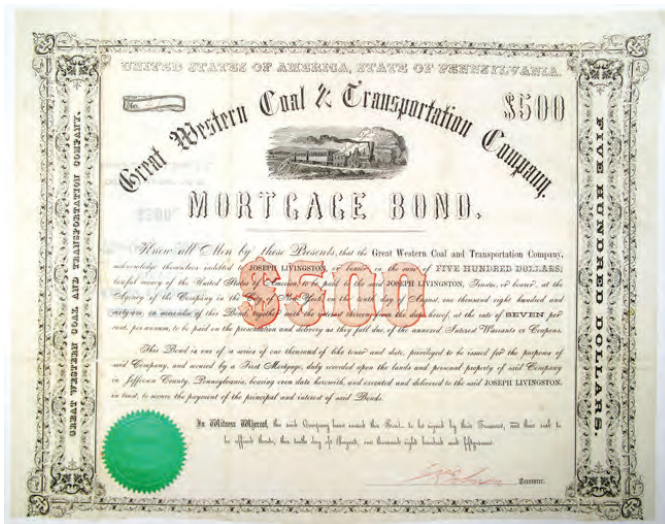 UNITED STATES OF AMERICA, STATE OF PENNSYLVANIA.
No.
$500
Great Western Coal & Transportation Company,
MORTGAGE BOND.
Know all Men by these Presents, that the Great Western Coal and Transportation Company,
acknowledge themselves indebted to JOSEPH LIVINGSTON, or bearer in the sum of FIVE HUNDRED DOLLARS;
lawful money of the United States of America, to be paid to the said JOSEPH LIVINGSTON, Trustee, or bearer, at the
Agency of the Company in the City of New York, on the tenth day of August, one thousand eight hundred and
together with the interest thereon from the date hereof, at the rate of SEVEN per
cent. per annum, to be paid on the presentation and delivery as they fall due, of the annexed Interest Warrants or Coupons.
$500
This Bond is one of a series of one thousand of like tenor and date, privileged to be issued for the purposes of
said Company, and secured by a First Mortgage, duly recorded upon the lands and personal property of said Company
in Jefferson County, Pennsylvania, bearing even date herewith, and executed and delivered to the said JOSEPH LIVINGSTON,
in trust, to secure the payment of the principal and interest of said Bonds.
In Witness Whereof, the said Company have caused this Bond to be signed by their Treasurer, and their seal to
be affixed thereto, this tenth day of August, one thousand eight hundred and fifty
Treasurer.
GREAT WESTERN COAL AND TRANSPORTATION COMPANY.
FIVE HUNDRED DOLLARS.